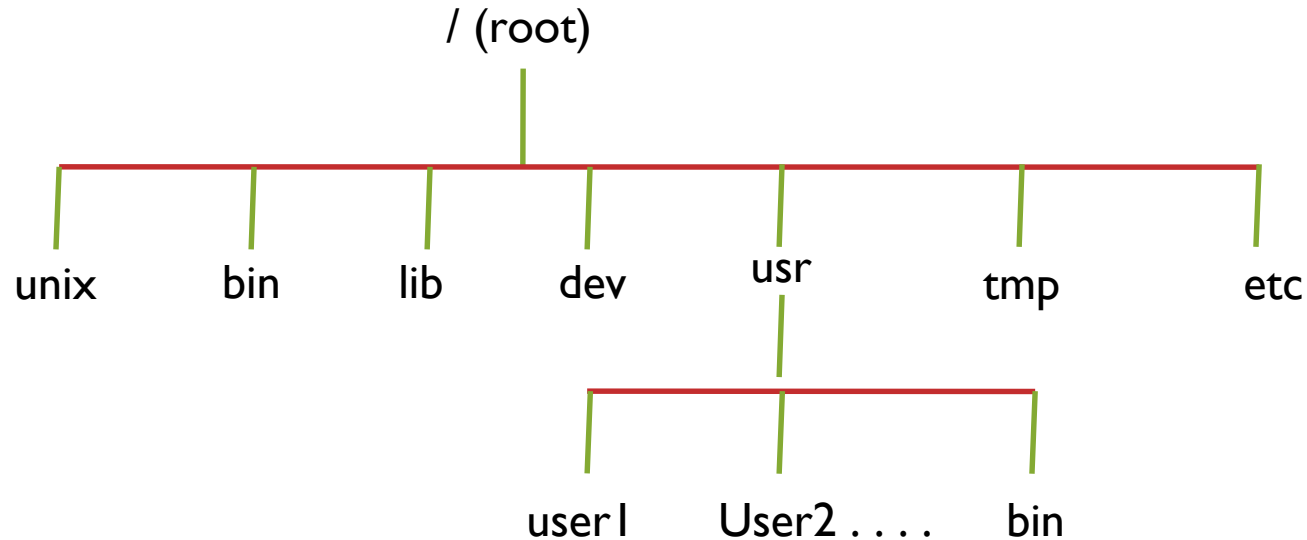 / (root)
unix bin lib dev usr tmp etc
user1 User2 . . . . bin